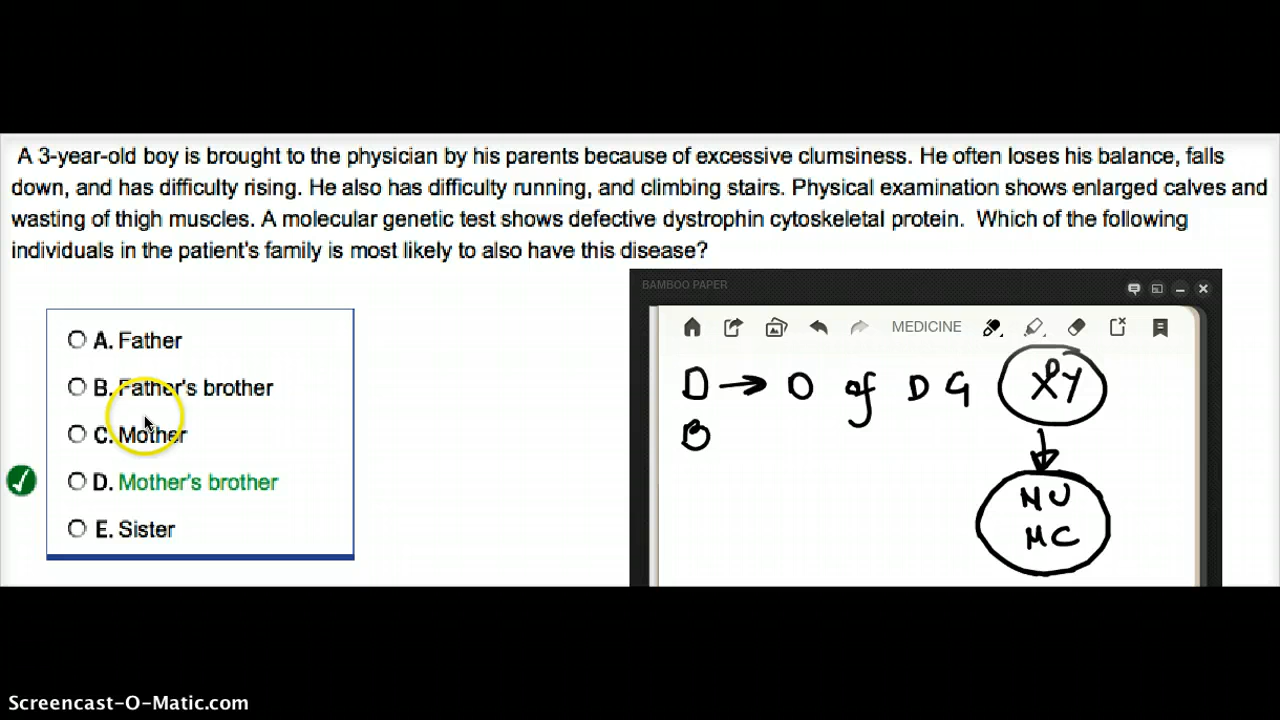 A 3-year-old boy is brought to the physician by his parents because of excessive clumsiness. He often loses his balance, falls
down, and has difficulty rising. He also has difficulty running, and climbing stairs. Physical examination shows enlarged calves and
wasting of thigh muscles. A molecular genetic test shows defective dystrophin cytoskeletal protein. Which of the following
individuals in the patient's family is most likely to also have this disease?
A. Father
B. Father's brother
C. Mother
D. Mother's brother
E. Sister
BAMBOO PAPER
MEDICINE
D → D of D G
B
XY
MU
MC
Screencast-O-Matic.com